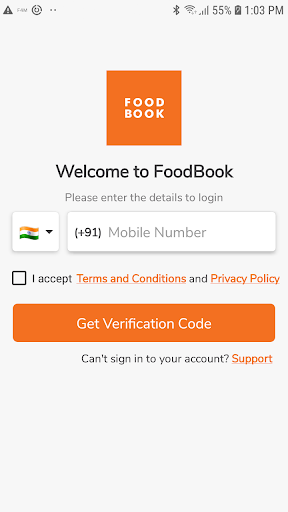 55% 1:03 PM
FOOD
BOOK
Welcome to FoodBook
Please enter the details to login
(+91) Mobile Number
I accept Terms and Conditions and Privacy Policy
Get Verification Code
Can't sign in to your account? Support